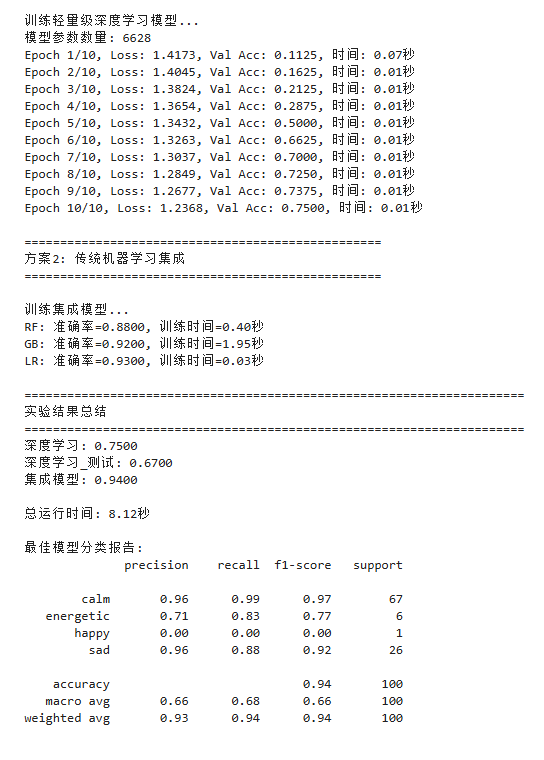 训练轻量级深度学习模型...
模型参数数量: 6628
Epoch 1/10, Loss: 1.4173, Val Acc: 0.1125, 时间: 0.07秒
Epoch 2/10, Loss: 1.4045, Val Acc: 0.1625, 时间: 0.01秒
Epoch 3/10, Loss: 1.3824, Val Acc: 0.2125, 时间: 0.01秒
Epoch 4/10, Loss: 1.3654, Val Acc: 0.2875, 时间: 0.01秒
Epoch 5/10, Loss: 1.3432, Val Acc: 0.5000, 时间: 0.01秒
Epoch 6/10, Loss: 1.3263, Val Acc: 0.6625, 时间: 0.01秒
Epoch 7/10, Loss: 1.3037, Val Acc: 0.7000, 时间: 0.01秒
Epoch 8/10, Loss: 1.2849, Val Acc: 0.7250, 时间: 0.01秒
Epoch 9/10, Loss: 1.2677, Val Acc: 0.7375, 时间: 0.01秒
Epoch 10/10, Loss: 1.2368, Val Acc: 0.7500, 时间: 0.01秒
==================================================
方案2: 传统机器学习集成
==================================================
训练集成模型...
RF: 准确率=0.8800, 训练时间=0.40秒
GB: 准确率=0.9200, 训练时间=1.95秒
LR: 准确率=0.9300, 训练时间=0.03秒
======================================================================
实验结果总结
======================================================================
深度学习: 0.7500
深度学习_测试: 0.6700
集成模型: 0.9400
总运行时间: 8.12秒
最佳模型分类报告:
precision recall f1-score support
calm 0.96 0.99 0.97 67
energetic 0.71 0.83 0.77 6
happy 0.00 0.00 0.00 1
sad 0.96 0.88 0.92 26
accuracy 0.94 100
macro avg 0.66 0.68 0.66 100
weighted avg 0.93 0.94 0.94 100